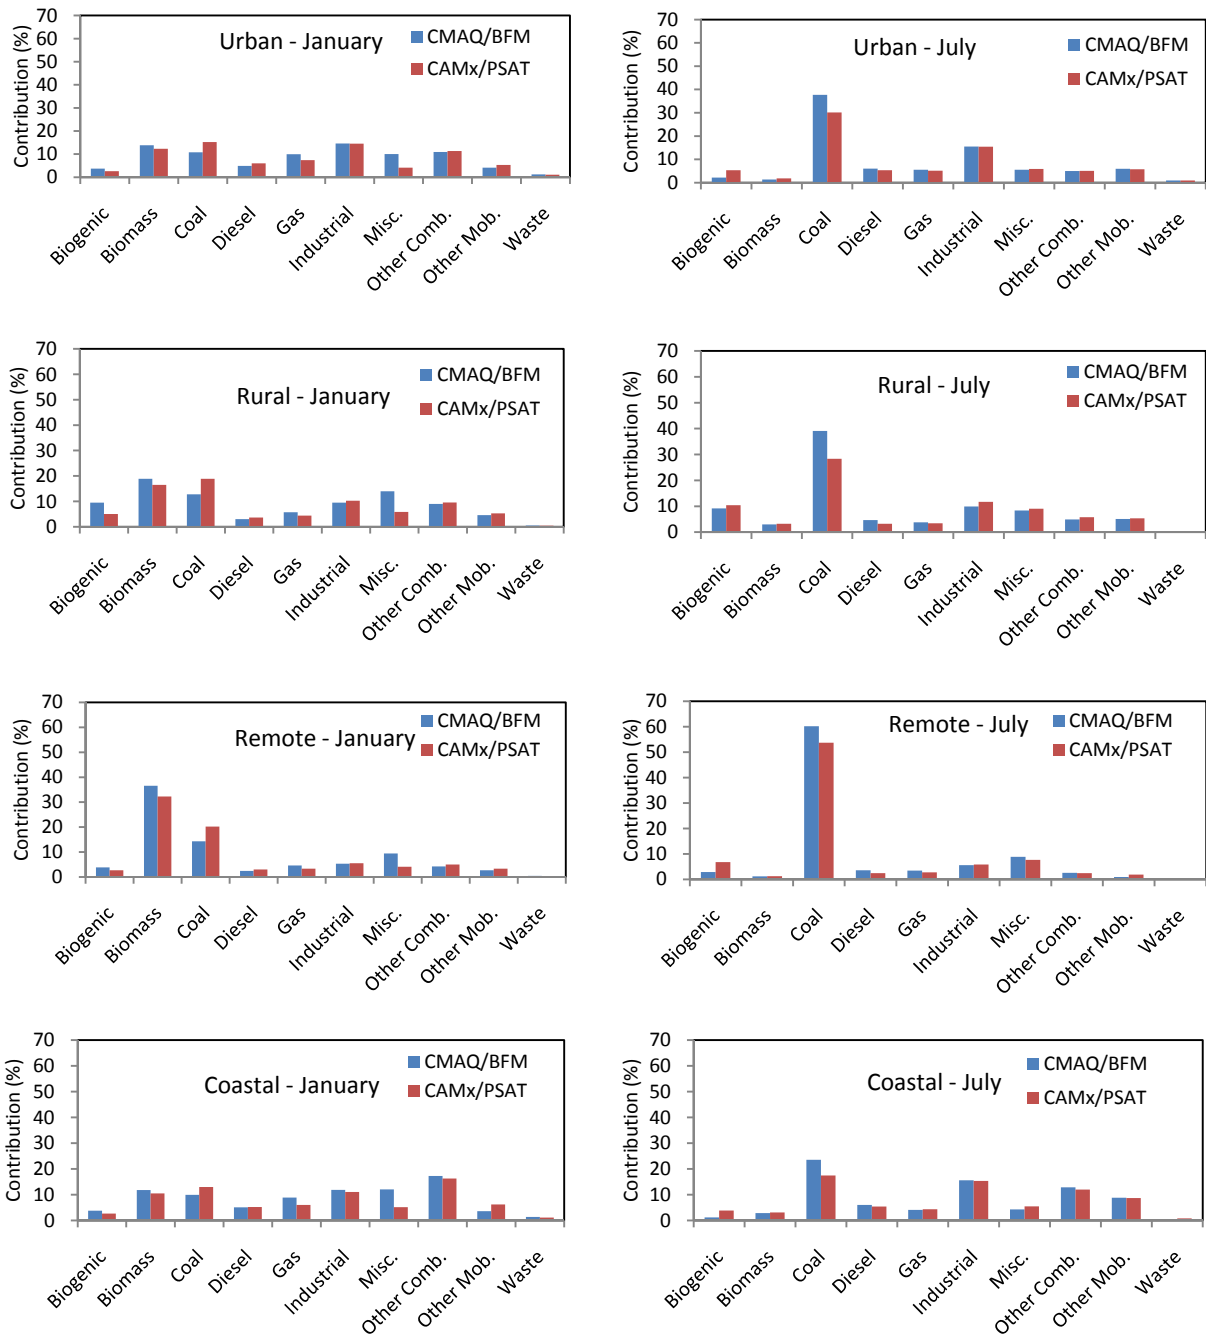 Urban - January
CMAQ/BFM
CAMx/PSAT
Contribution (%)
70
60
50
40
30
20
10
0
Biogenic
Biomass
Coal
Diesel
Gas
Industrial
Misc.
Other Comb.
Other Mob.
Waste
Urban - July
CMAQ/BFM
CAMx/PSAT
Contribution (%)
70
60
50
40
30
20
10
0
Biogenic
Biomass
Coal
Diesel
Gas
Industrial
Misc.
Other Comb.
Other Mob.
Waste
Rural - January
CMAQ/BFM
CAMx/PSAT
Contribution (%)
70
60
50
40
30
20
10
0
Biogenic
Biomass
Coal
Diesel
Gas
Industrial
Misc.
Other Comb.
Other Mob.
Waste
Rural - July
CMAQ/BFM
CAMx/PSAT
Contribution (%)
70
60
50
40
30
20
10
0
Biogenic
Biomass
Coal
Diesel
Gas
Industrial
Misc.
Other Comb.
Other Mob.
Waste
Remote - January
CMAQ/BFM
CAMx/PSAT
Contribution (%)
70
60
50
40
30
20
10
0
Biogenic
Biomass
Coal
Diesel
Gas
Industrial
Misc.
Other Comb.
Other Mob.
Waste
Remote - July
CMAQ/BFM
CAMx/PSAT
Contribution (%)
70
60
50
40
30
20
10
0
Biogenic
Biomass
Coal
Diesel
Gas
Industrial
Misc.
Other Comb.
Other Mob.
Waste
Coastal - January
CMAQ/BFM
CAMx/PSAT
Contribution (%)
70
60
50
40
30
20
10
0
Biogenic
Biomass
Coal
Diesel
Gas
Industrial
Misc.
Other Comb.
Other Mob.
Waste
Coastal - July
CMAQ/BFM
CAMx/PSAT
Contribution (%)
70
60
50
40
30
20
10
0
Biogenic
Biomass
Coal
Diesel
Gas
Industrial
Misc.
Other Comb.
Other Mob.
Waste